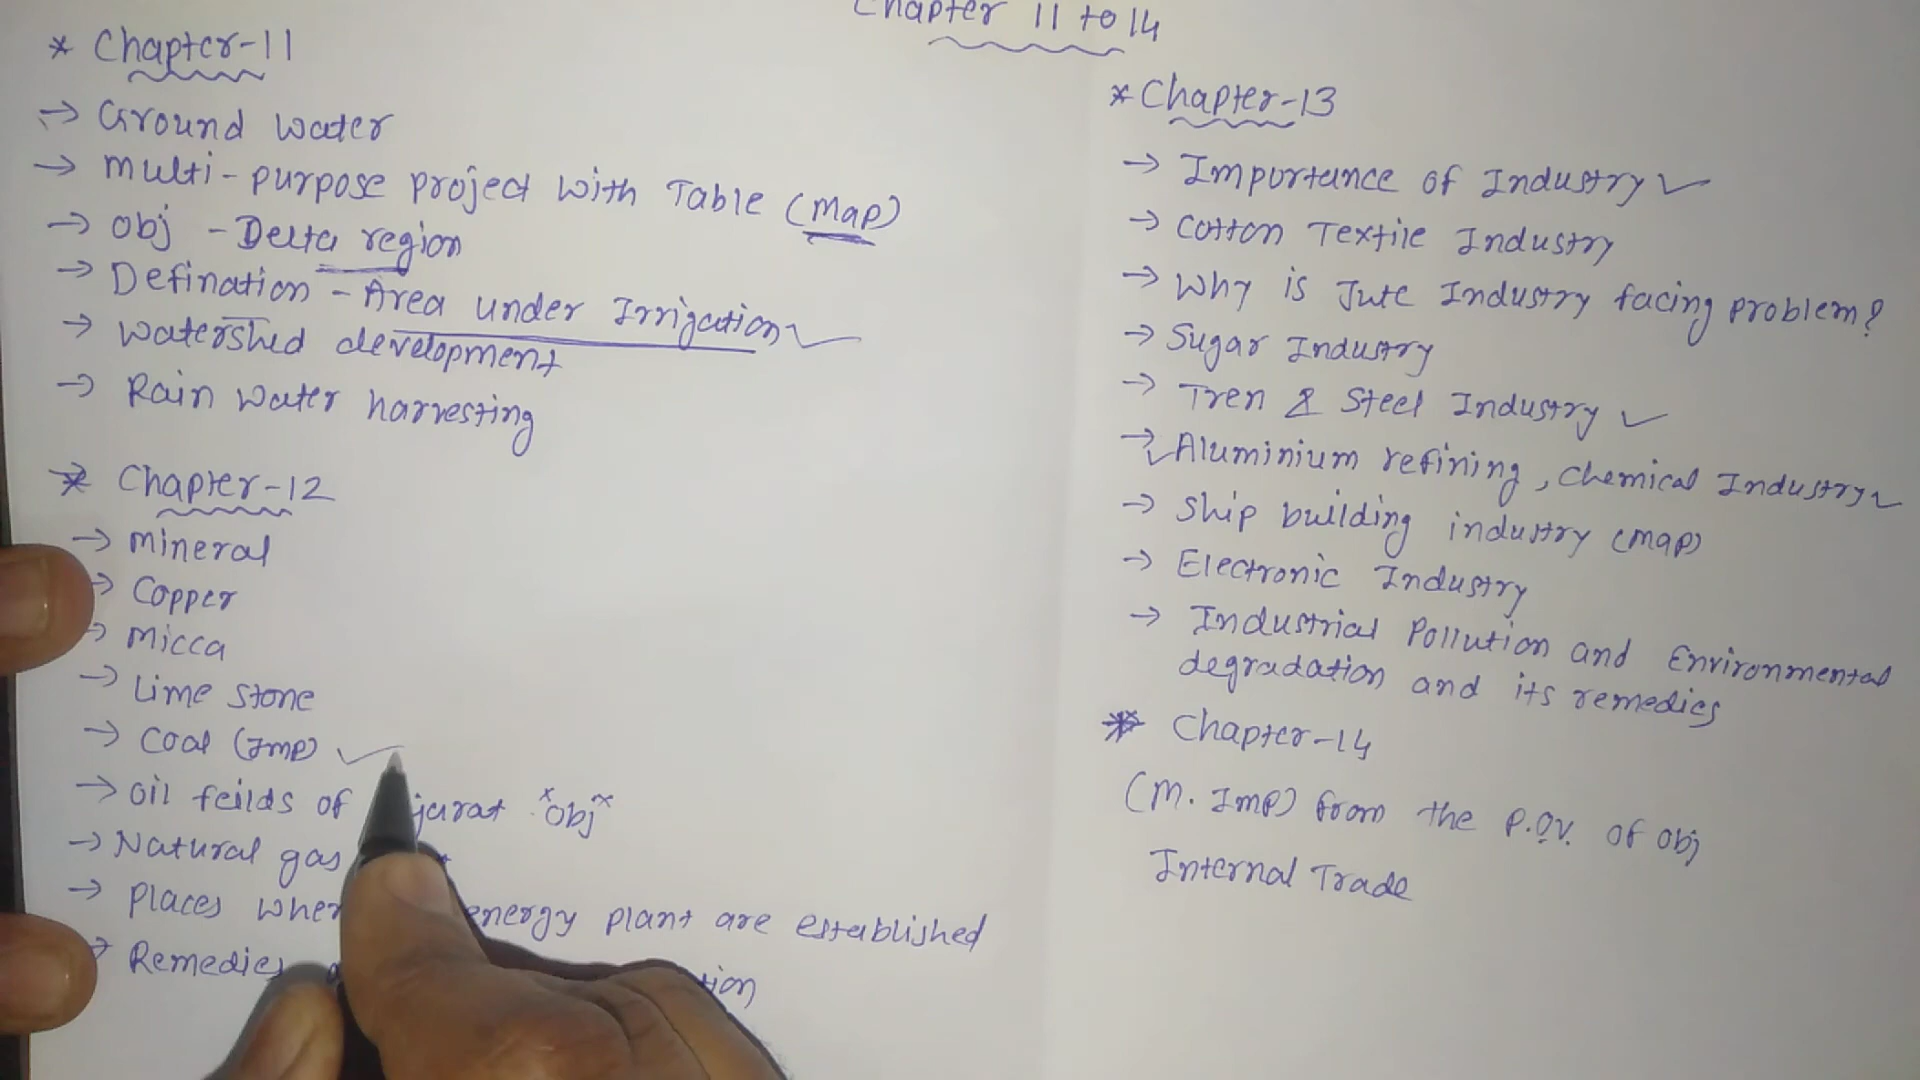 Chapter 11 to 14
* Chapter-11
→ Ground water
→ Multi-purpose project with Table (Map)
→ Obj - Delta region
→ Defination - Area under Irrigation ✓
→ Watershed development
→ Rain water harvesting
* Chapter-12
→ Mineral
→ Copper
→ Micca
→ Lime stone
→ Coal (Imp) ✓
→ Oil feilds of jarat *Obj*
→ Natural gas
→ Places energy plant are established
→ Remedies
* Chapter-13
→ Importance of Industry ✓
→ Cotton Textile Industry
→ Why is Jute Industry facing problem?
→ Sugar Industry
→ Iren & Steel Industry ✓
→ Aluminium refining, Chemical Industry ✓
→ Ship building industry (Map)
→ Electronic Industry
→ Industrial Pollution and Environmental
degradation and its remedies
* Chapter-14
(M. Imp) from the P.OV. of Obj
Internal Trade